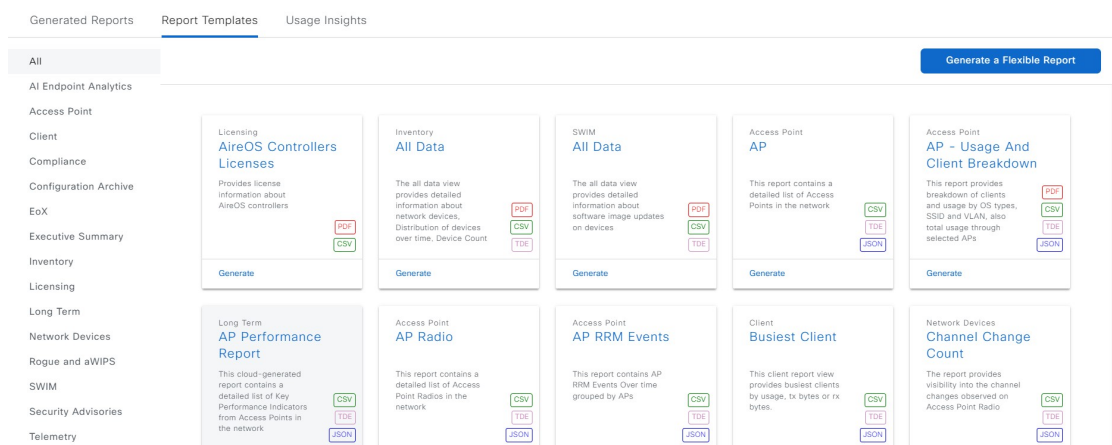 Generated Reports
Report Templates
Usage Insights
All
AI Endpoint Analytics
Access Point
Client
Compliance
Configuration Archive
EoX
Executive Summary
Inventory
Licensing
Long Term
Network Devices
Rogue and aWIPS
SWIM
Security Advisories
Telemetry
Generate a Flexible Report
Licensing
AireOS Controllers
Licenses
Provides license
information about
AireOS controllers
PDF
CSV
Generate
Inventory
All Data
The all data view
provides detailed
information about
network devices,
Distribution of devices
over time, Device Count
PDF
CSV
TDE
Generate
SWIM
All Data
The all data view
provides detailed
information about
software image updates
on devices
PDF
CSV
TDE
Generate
Access Point
AP
This report contains a
detailed list of Access
Points in the network
CSV
TDE
JSON
Generate
Access Point
AP - Usage And
Client Breakdown
This report provides
breakdown of clients
and usage by OS types,
SSID and VLAN, also
total usage through
selected APs
PDF
CSV
TDE
JSON
Generate
Long Term
AP Performance
Report
This cloud-generated
report contains a
detailed list of Key
Performance Indicators
from Access Points in
the network
CSV
TDE
JSON
Access Point
AP Radio
This report contains a
detailed list of Access
Point Radios in the
network
CSV
TDE
JSON
Access Point
AP RRM Events
This report contains AP
RRM Events Over time
grouped by APs
CSV
TDE
JSON
Client
Busiest Client
This client report view
provides busiest clients
by usage, tx bytes or rx
bytes.
CSV
TDE
JSON
Network Devices
Channel Change
Count
The report provides
visibility into the channel
changes observed on
Access Point Radio
CSV
TDE
JSON